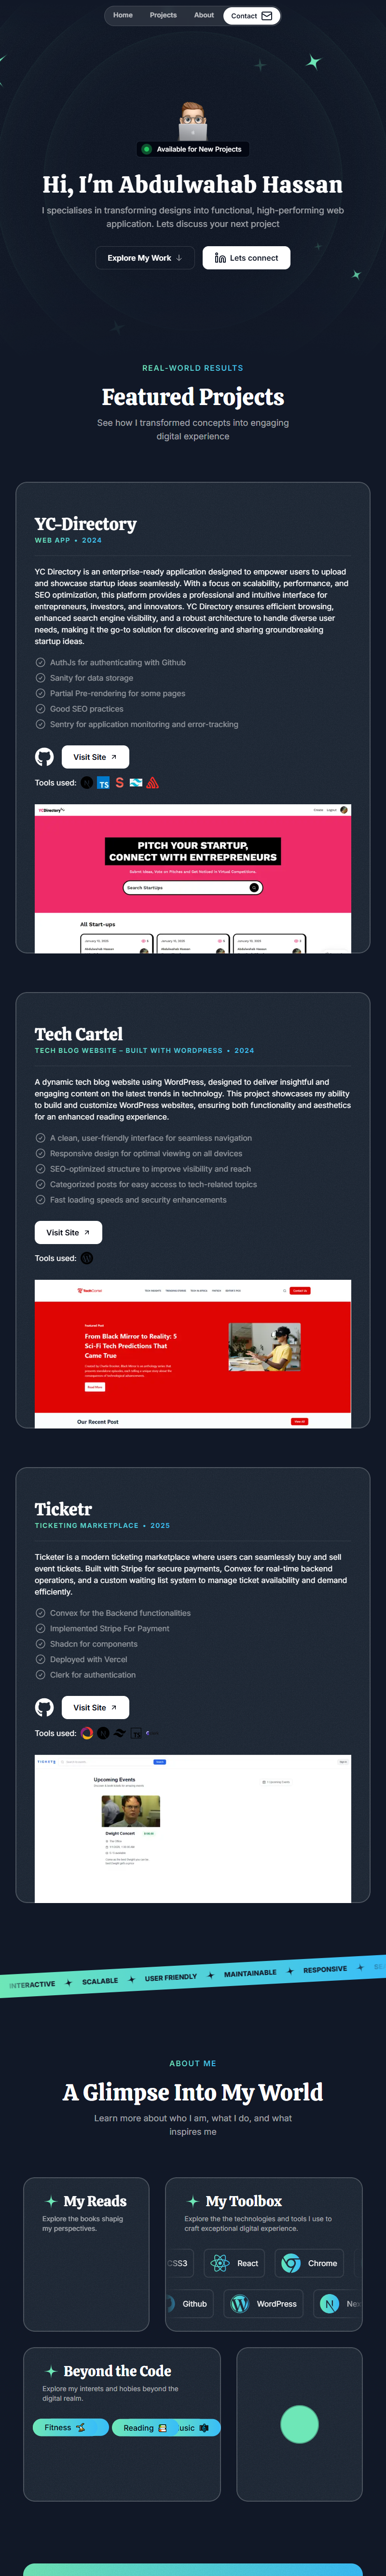 Home Projects About Contact
Available for New Projects
Hi, I'm Abdulwahab Hassan
I specialises in transforming designs into functional, high-performing web
application. Lets discuss your next project
Explore My Work ↓ Lets connect
REAL-WORLD RESULTS
Featured Projects
See how I transformed concepts into engaging
digital experience
YC-Directory
WEB APP • 2024
YC Directory is an enterprise-ready application designed to empower users to upload
and showcase startup ideas seamlessly. With a focus on scalability, performance, and
SEO optimization, this platform provides a professional and intuitive interface for
entrepreneurs, investors, and innovators. YC Directory ensures efficient browsing,
enhanced search engine visibility, and a robust architecture to handle diverse user
needs, making it the go-to solution for discovering and sharing groundbreaking
startup ideas.
AuthJs for authenticating with Github
Sanity for data storage
Partial Pre-rendering for some pages
Good SEO practices
Sentry for application monitoring and error-tracking
Visit Site
Tools used: TS S
YCDirectory Create Logout
PITCH YOUR STARTUP,
CONNECT WITH ENTREPRENEURS
Submit Ideas, Vote on Pitches and Get Noticed in Virtual Competitions.
Search StartUps
All Start-ups
Tech Cartel
TECH BLOG WEBSITE – BUILT WITH WORDPRESS • 2024
A dynamic tech blog website using WordPress, designed to deliver insightful and
engaging content on the latest trends in technology. This project showcases my ability
to build and customize WordPress websites, ensuring both functionality and aesthetics
for an enhanced reading experience.
A clean, user-friendly interface for seamless navigation
Responsive design for optimal viewing on all devices
SEO-optimized structure to improve visibility and reach
Categorized posts for easy access to tech-related topics
Fast loading speeds and security enhancements
Visit Site
Tools used:
Featured Post
From Black Mirror to Reality: 5
Sci-Fi Tech Predictions That
Came True
Read More
Our Recent Post View All
Ticketr
TICKETING MARKETPLACE • 2025
Ticketer is a modern ticketing marketplace where users can seamlessly buy and sell
event tickets. Built with Stripe for secure payments, Convex for real-time backend
operations, and a custom waiting list system to manage ticket availability and demand
efficiently.
Convex for the Backend functionalities
Implemented Stripe For Payment
Shadcn for components
Deployed with Vercel
Clerk for authentication
Visit Site
Tools used:
Upcoming Events
Dwight Concert
INTERACTIVE SCALABLE USER FRIENDLY MAINTAINABLE RESPONSIVE SE
ABOUT ME
A Glimpse Into My World
Learn more about who I am, what I do, and what
inspires me
My Reads
Explore the books shapig
my perspectives.
My Toolbox
Explore the the technologies and tools I use to
craft exceptional digital experience.
CSS3 React Chrome
Github WordPress Nex
Beyond the Code
Explore my interets and hobies beyond the
digital realm.
Fitness Reading usic